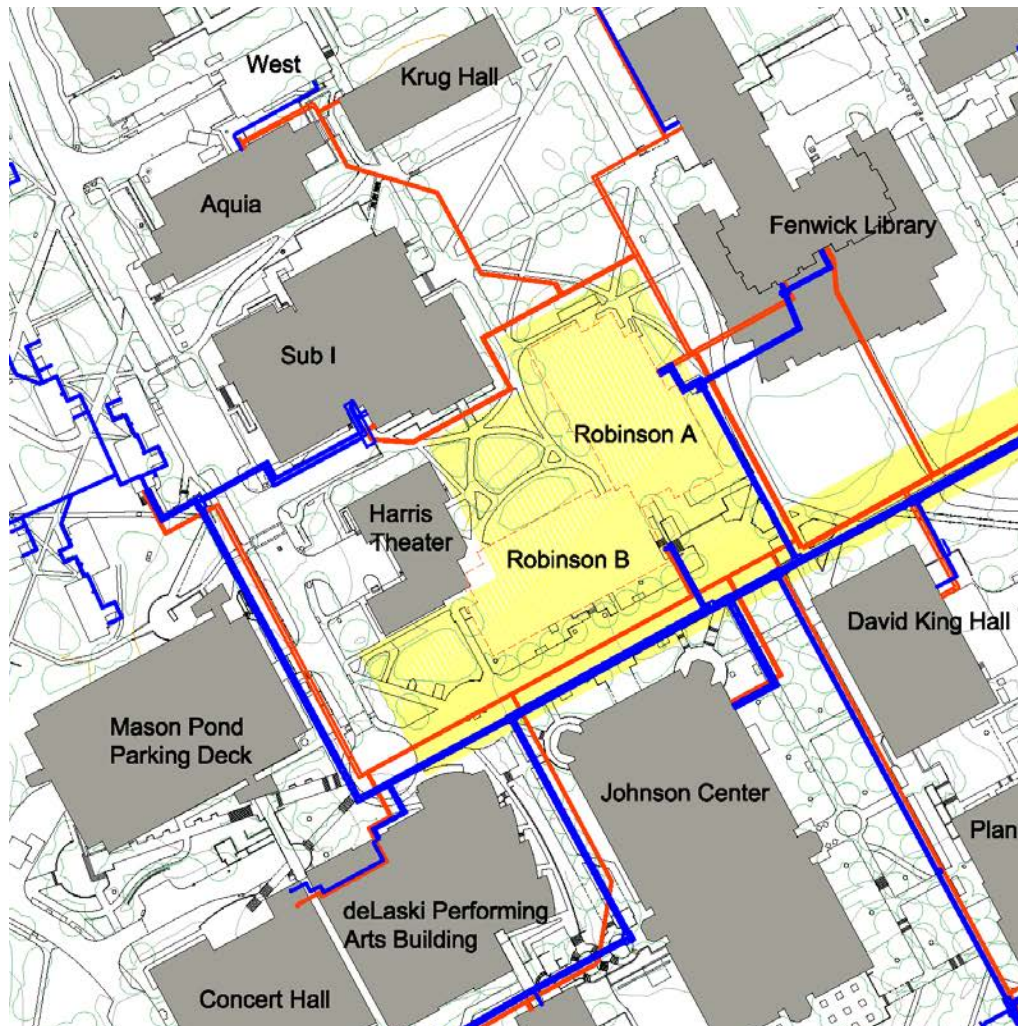 West
Krug Hall
Aquia
Fenwick Library
Sub I
Robinson A
Harris
Theater
Robinson B
David King Hall
Mason Pond
Parking Deck
Johnson Center
Plan
deLaski Performing
Arts Building
Concert Hall